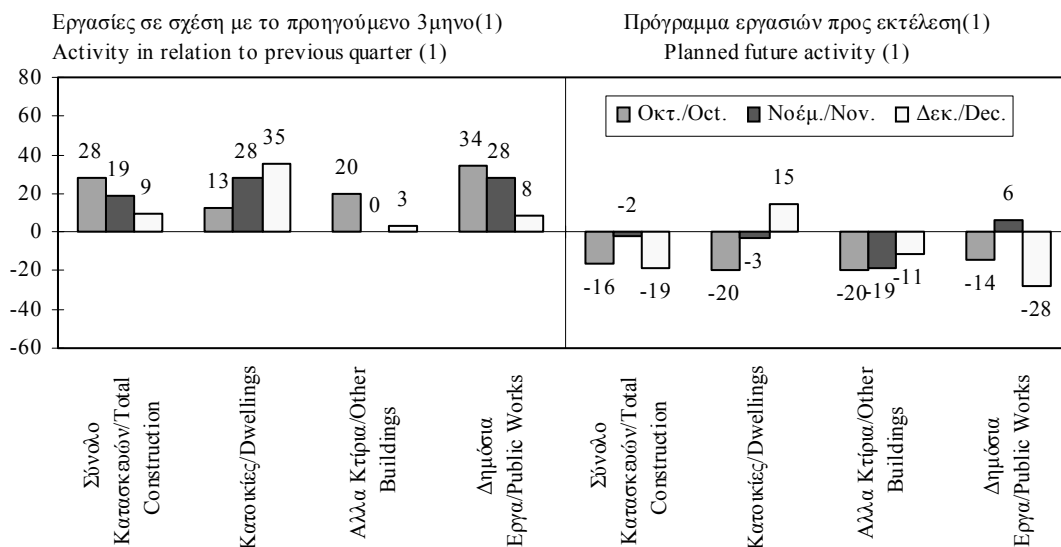 Εργασίες σε σχέση με το προηγούμενο 3μηνο(1)
Activity in relation to previous quarter (1)
Πρόγραμμα εργασιών προς εκτέλεση(1)
Planned future activity (1)
80
60
40
20
0
-20
-40
-60
Οκτ./Oct.
Νοέμ./Nov.
Δεκ./Dec.
28
19
9
13
28
35
20
0
3
34
28
8
-16
-2
-19
-20
-3
15
-20
-19
-11
-14
6
-28
Σύνολο
Κατασκευών/Total
Construction
Κατοικίες/Dwellings
Αλλα Κτίρια/Other
Buildings
Δημόσια
Εργα/Public Works
Σύνολο
Κατασκευών/Total
Construction
Κατοικίες/Dwellings
Αλλα Κτίρια/Other
Buildings
Δημόσια
Εργα/Public Works